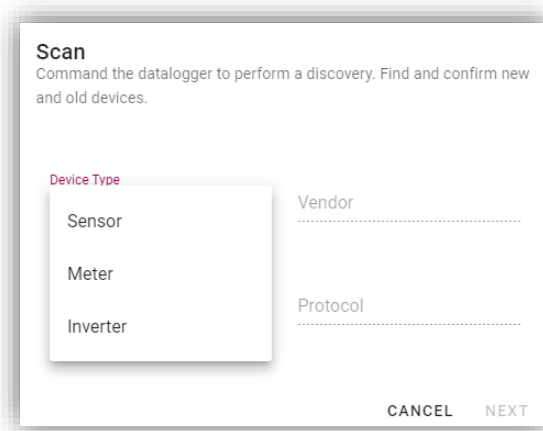 Scan
Command the datalogger to perform a discovery. Find and confirm new
and old devices.
Device Type
Sensor
Meter
Inverter
Vendor
Protocol
CANCEL NEXT